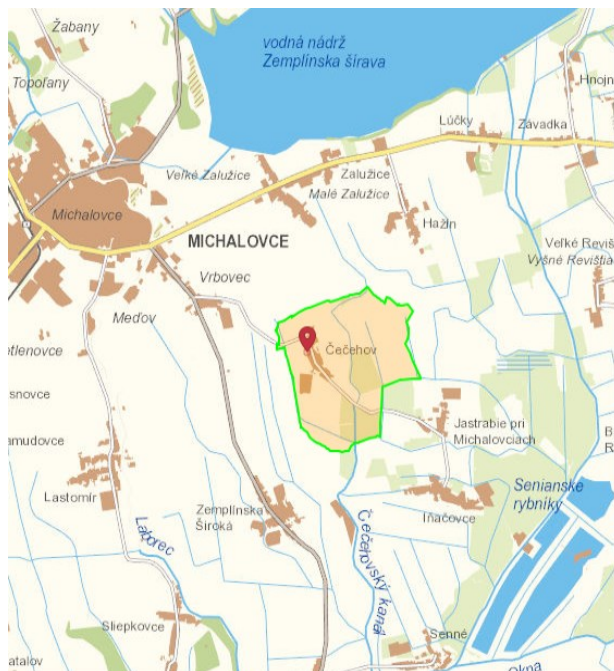 Žabany
vodná nádrž
Zemplínska šírava
Topoľany
Hnojn
Lúčky
Závadka
Veľké Zalužice
Zalužice
Malé Zalužice
Michalovce
Hažín
MICHALOVCE
Veľké Revišt
Vyšné Revištia
Vrbovec
Meďov
Čečehov
tlenovce
snovce
amudovce
Jastrabie pri
Michalovciach
Senianske
rybníky
Lastomír
Zemplínska
Široká
Iňačovce
Laborec
Čečehovský kanál
Sliepkovce
Senné
atalov
Okna